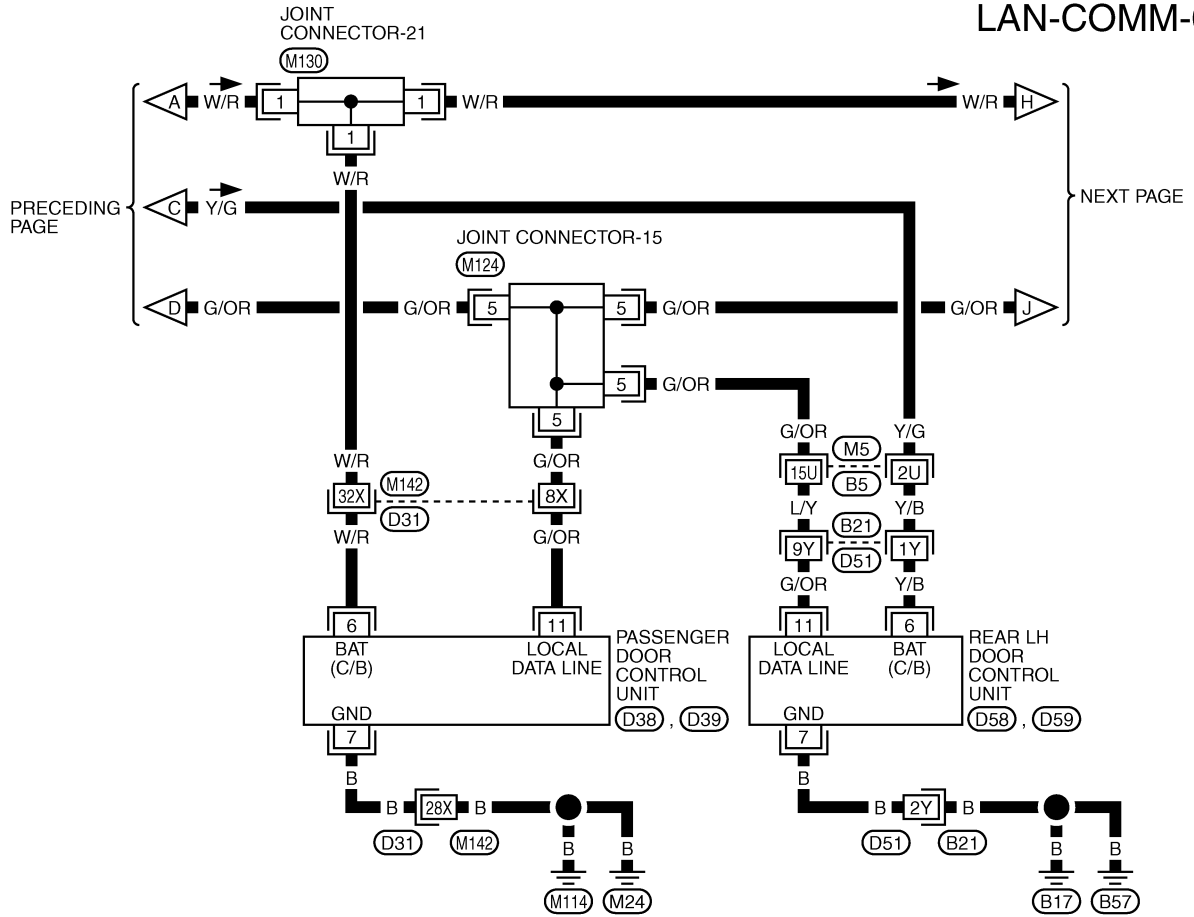 LAN-COMM-
JOINT
CONNECTOR-21
M130
A
W/R
1
1
W/R
W/R
H
1
W/R
PRECEDING
PAGE
C
Y/G
NEXT PAGE
JOINT CONNECTOR-15
M124
D
G/OR
G/OR
5
5
G/OR
G/OR
J
5
G/OR
5
G/OR
Y/G
W/R
G/OR
M5
32X
M142
8X
15U
2U
B5
D31
L/Y
Y/B
W/R
G/OR
B21
9Y
1Y
D51
G/OR
Y/B
6
11
11
6
BAT
(C/B)
LOCAL
DATA LINE
PASSENGER
DOOR
CONTROL
UNIT
D38 , D39
LOCAL
DATA LINE
BAT
(C/B)
REAR LH
DOOR
CONTROL
UNIT
D58 , D59
GND
GND
7
7
B
B
B
28X
B
B
2Y
B
D31
M142
D51
B21
B
B
B
B
M114
M24
B17
B57